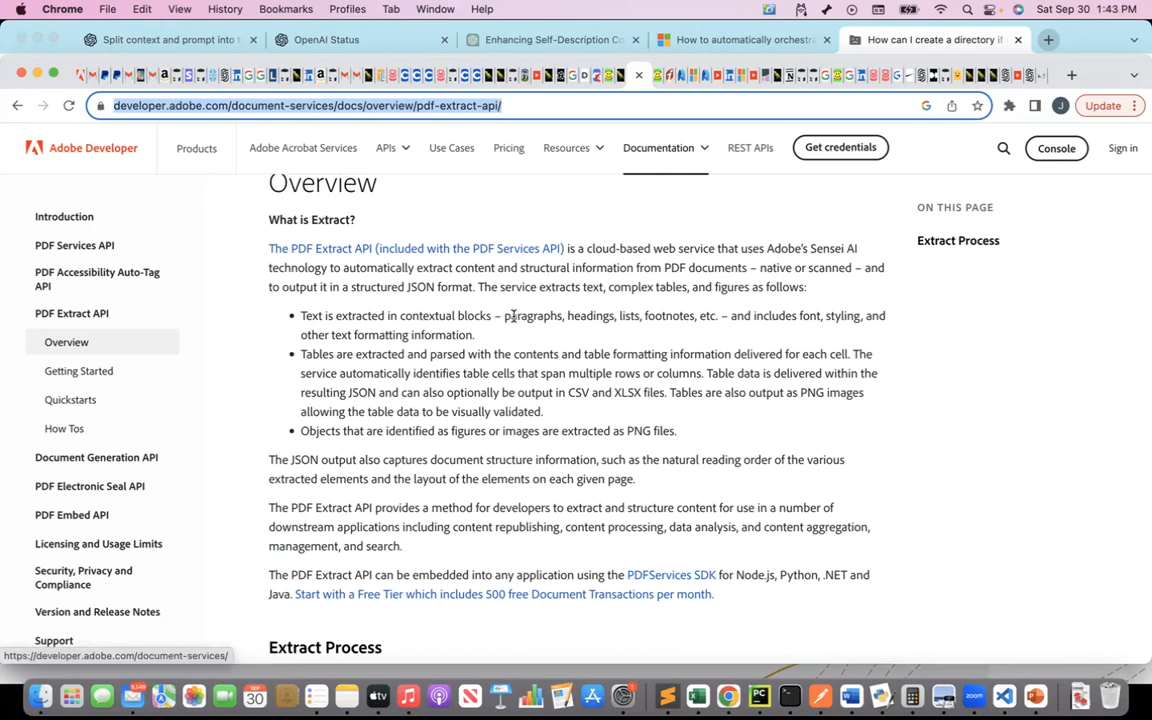 Chrome File Edit View History Bookmarks Profiles Tab Window Help Sat Sep 30 1:43 PM
Split context and prompt into t OpenAI Status Enhancing Self-Description Co How to automatically orchestra How can I create a directory if
developer.adobe.com/document-services/docs/overview/pdf-extract-api/ J Update
Adobe Developer Products Adobe Acrobat Services APIs Use Cases Pricing Resources Documentation REST APIs Get credentials Console Sign in
Introduction
PDF Services API
PDF Accessibility Auto-Tag
API
PDF Extract API
Overview
Getting Started
Quickstarts
How Tos
Document Generation API
PDF Electronic Seal API
PDF Embed API
Licensing and Usage Limits
Security, Privacy and
Compliance
Version and Release Notes
Support
https://developer.adobe.com/document-services/
Overview
What is Extract?
The PDF Extract API (included with the PDF Services API) is a cloud-based web service that uses Adobe's Sensei AI
technology to automatically extract content and structural information from PDF documents – native or scanned – and
to output it in a structured JSON format. The service extracts text, complex tables, and figures as follows:
• Text is extracted in contextual blocks – paragraphs, headings, lists, footnotes, etc. – and includes font, styling, and
other text formatting information.
• Tables are extracted and parsed with the contents and table formatting information delivered for each cell. The
service automatically identifies table cells that span multiple rows or columns. Table data is delivered within the
resulting JSON and can also optionally be output in CSV and XLSX files. Tables are also output as PNG images
allowing the table data to be visually validated.
• Objects that are identified as figures or images are extracted as PNG files.
The JSON output also captures document structure information, such as the natural reading order of the various
extracted elements and the layout of the elements on each given page.
The PDF Extract API provides a method for developers to extract and structure content for use in a number of
downstream applications including content republishing, content processing, data analysis, and content aggregation,
management, and search.
The PDF Extract API can be embedded into any application using the PDFServices SDK for Node.js, Python, .NET and
Java. Start with a Free Tier which includes 500 free Document Transactions per month.
Extract Process
ON THIS PAGE
Extract Process